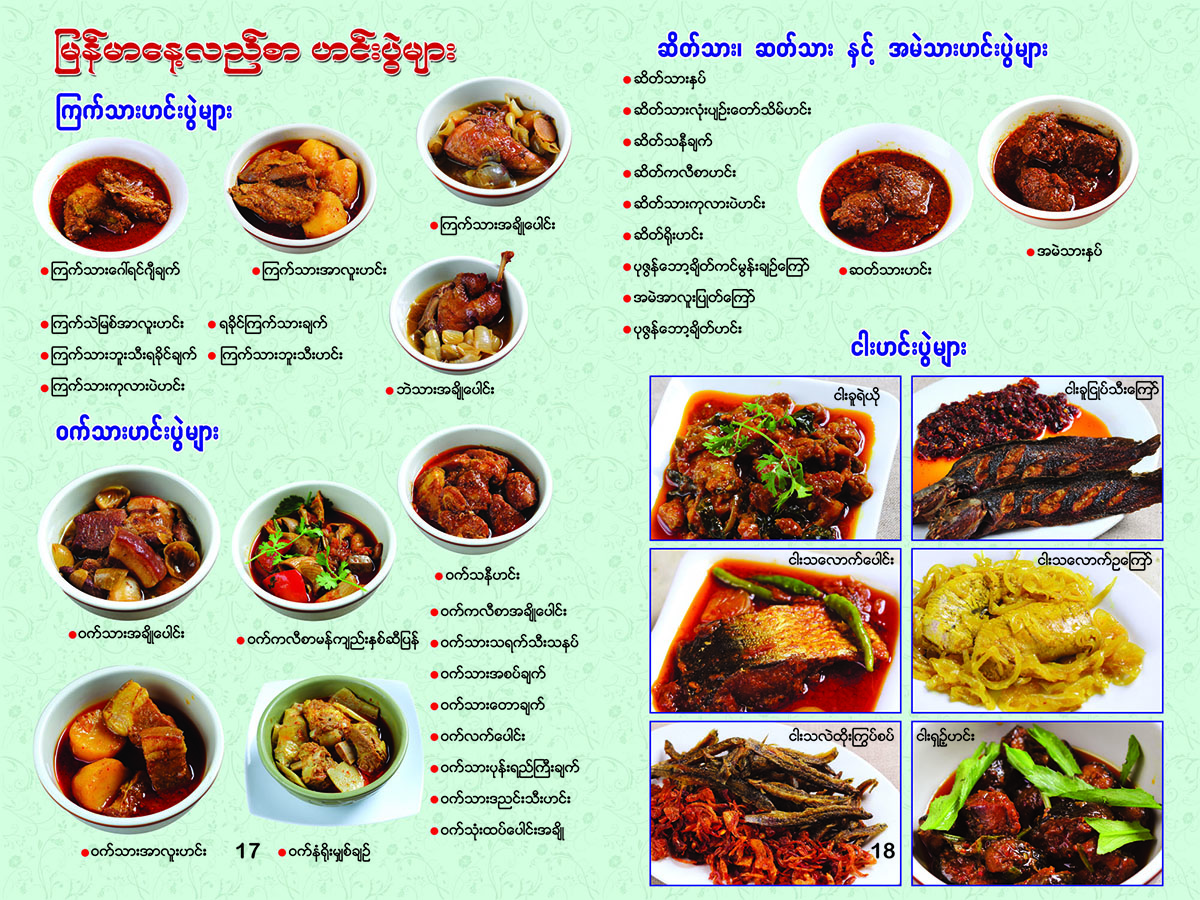 မြန်မာနေ့လည်စာ ဟင်းပွဲများ
ကြက်သားဟင်းပွဲများ
ကြက်သားဂေါ်ရင်ဂျီချက်
ကြက်သားအာလူးဟင်း
ကြက်သားအချိုပေါင်း
ကြက်သဲမြစ်အာလူးဟင်း
ရခိုင်ကြက်သားချက်
ကြက်သားဘူးသီးရခိုင်ချက်
ကြက်သားဘူးသီးဟင်း
ကြက်သားကုလားပဲဟင်း
ဘဲသားအချိုပေါင်း
ဝက်သားဟင်းပွဲများ
ဝက်သားအချိုပေါင်း
ဝက်ကလီစာမန်ကျည်းနှစ်ဆီပြန်
ဝက်သနီဟင်း
ဝက်ကလီစာအချိုပေါင်း
ဝက်သားသရက်သီးသနပ်
ဝက်သားအစပ်ချက်
ဝက်သားတောချက်
ဝက်လက်ပေါင်း
ဝက်သားပုန်းရည်ကြီးချက်
ဝက်သားဒညင်းသီးဟင်း
ဝက်သုံးထပ်ပေါင်းအချို
ဝက်သားအာလူးဟင်း
17
ဝက်နံရိုးမျှစ်ချဉ်
ဆိတ်သား၊ ဆတ်သား နှင့် အမဲသားဟင်းပွဲများ
ဆိတ်သားနှပ်
ဆိတ်သားလုံးပျဉ်းတော်သိမ်ဟင်း
ဆိတ်သနီချက်
ဆိတ်ကလီစာဟင်း
ဆိတ်သားကုလားပဲဟင်း
ဆိတ်ရိုးဟင်း
ပုဇွန်ဘော့ချိတ်ကင်မွန်းချဉ်ကြော်
အမဲအာလူးပြုတ်ကြော်
ပုဇွန်ဘော့ချိတ်ဟင်း
ဆတ်သားဟင်း
အမဲသားနှပ်
ငါးဟင်းပွဲများ
ငါးခူရဲယို
ငါးခူငြုပ်သီးကြော်
ငါးသလောက်ပေါင်း
ငါးသလောက်ဥကြော်
ငါးသလဲထိုးကြွပ်စပ်
ငါးရှဉ့်ဟင်း
18